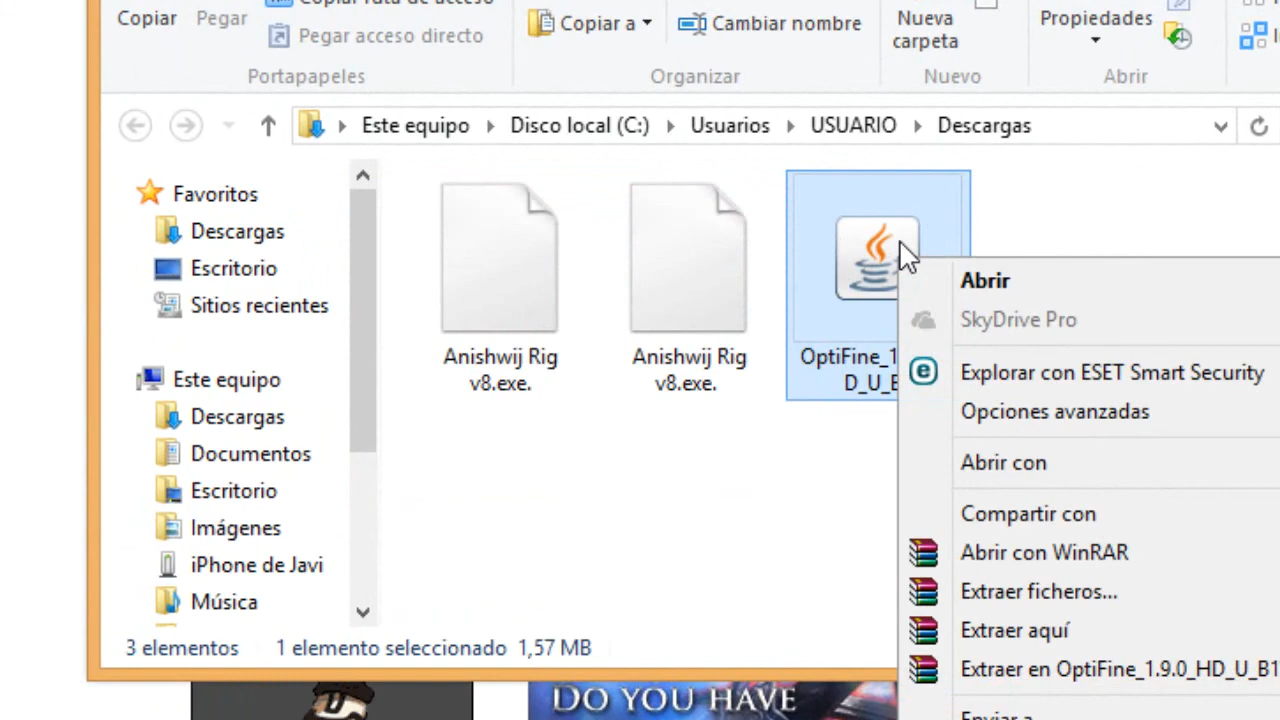 Copiar Pegar Copiar ruta de acceso
Pegar acceso directo
Copiar a
Cambiar nombre
Nueva
carpeta
Propiedades
Portapapeles Organizar Nuevo Abrir
Este equipo Disco local (C:) Usuarios USUARIO Descargas
Favoritos
Descargas
Escritorio
Sitios recientes
Este equipo
Descargas
Documentos
Escritorio
Imágenes
iPhone de Javi
Música
Anishwij Rig
v8.exe.
Anishwij Rig
v8.exe.
OptiFine_1
D_U_B
Abrir
SkyDrive Pro
Explorar con ESET Smart Security
Opciones avanzadas
Abrir con
Compartir con
Abrir con WinRAR
Extraer ficheros...
Extraer aquí
Extraer en OptiFine_1.9.0_HD_U_B1
Enviar a
3 elementos 1 elemento seleccionado 1,57 MB
DO YOU HAVE